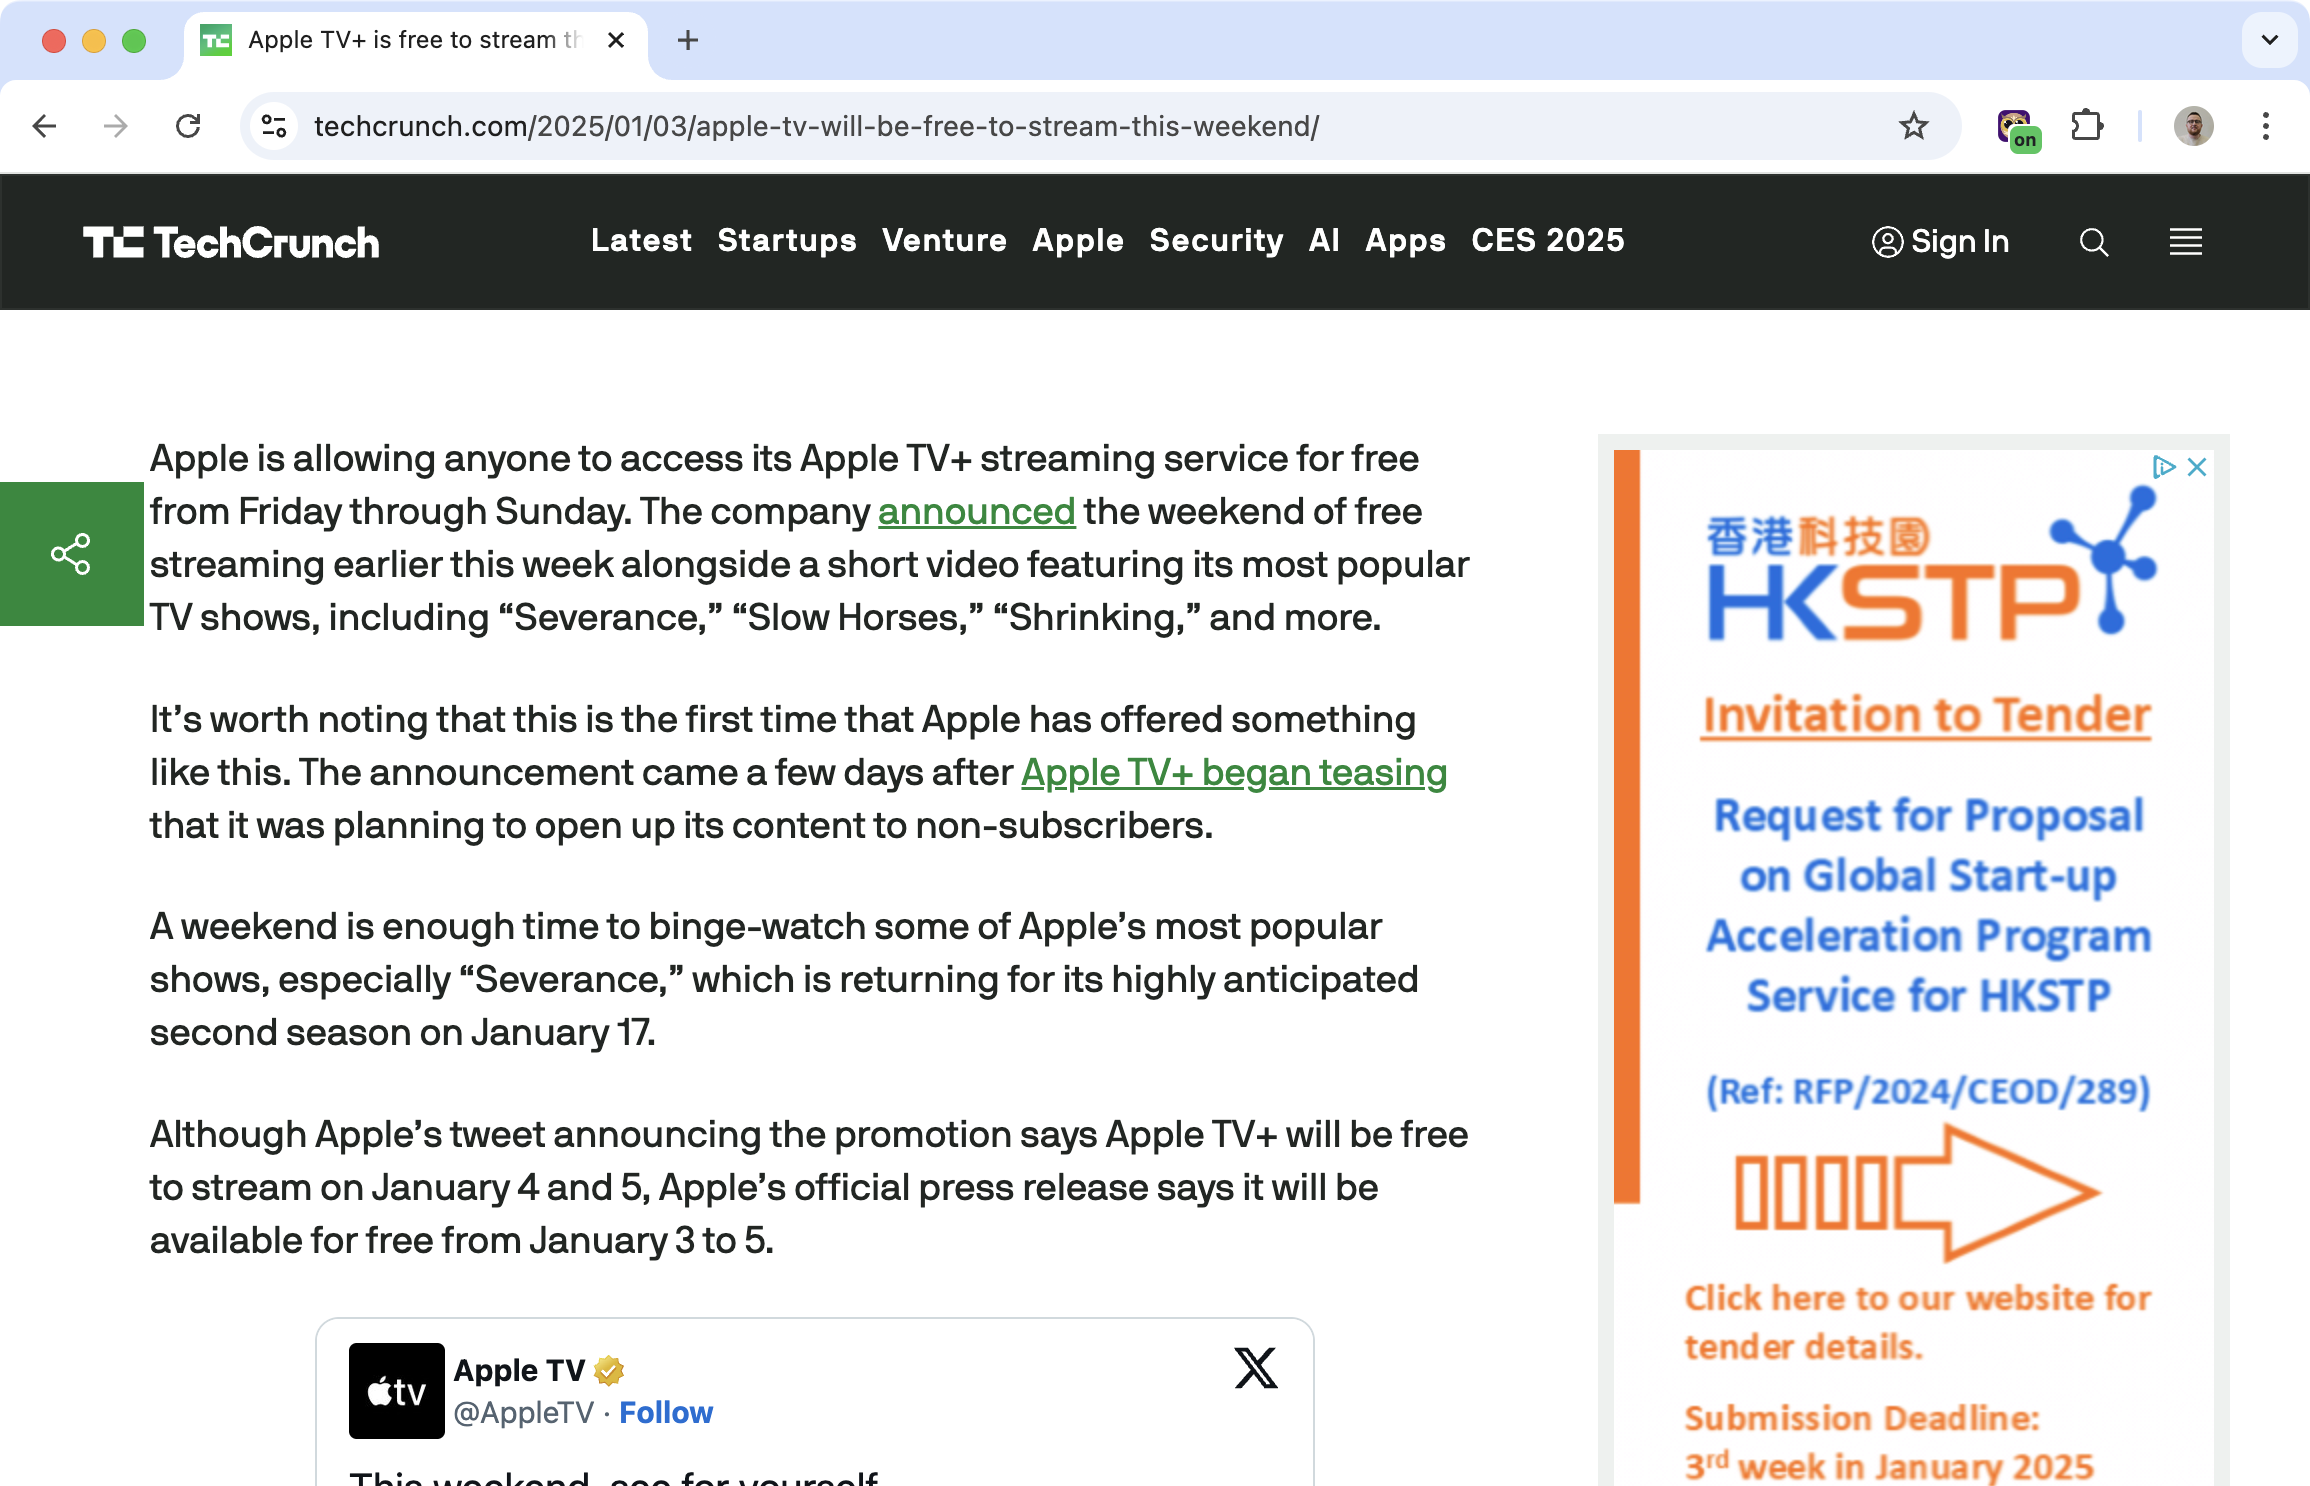 Apple TV+ is free to stream th
techcrunch.com/2025/01/03/apple-tv-will-be-free-to-stream-this-weekend/
on
TechCrunch
Latest Startups Venture Apple Security AI Apps CES 2025
Sign In
Apple is allowing anyone to access its Apple TV+ streaming service for free
from Friday through Sunday. The company announced the weekend of free
streaming earlier this week alongside a short video featuring its most popular
TV shows, including “Severance,” “Slow Horses,” “Shrinking,” and more.
It’s worth noting that this is the first time that Apple has offered something
like this. The announcement came a few days after Apple TV+ began teasing
that it was planning to open up its content to non-subscribers.
A weekend is enough time to binge-watch some of Apple’s most popular
shows, especially “Severance,” which is returning for its highly anticipated
second season on January 17.
Although Apple’s tweet announcing the promotion says Apple TV+ will be free
to stream on January 4 and 5, Apple’s official press release says it will be
available for free from January 3 to 5.
tv
Apple TV
@AppleTV · Follow
This weekend, see for yourself
香港科技園
HKSTP
Invitation to Tender
Request for Proposal
on Global Start-up
Acceleration Program
Service for HKSTP
(Ref: RFP/2024/CEOD/289)
Click here to our website for
tender details.
Submission Deadline:
3rd week in January 2025